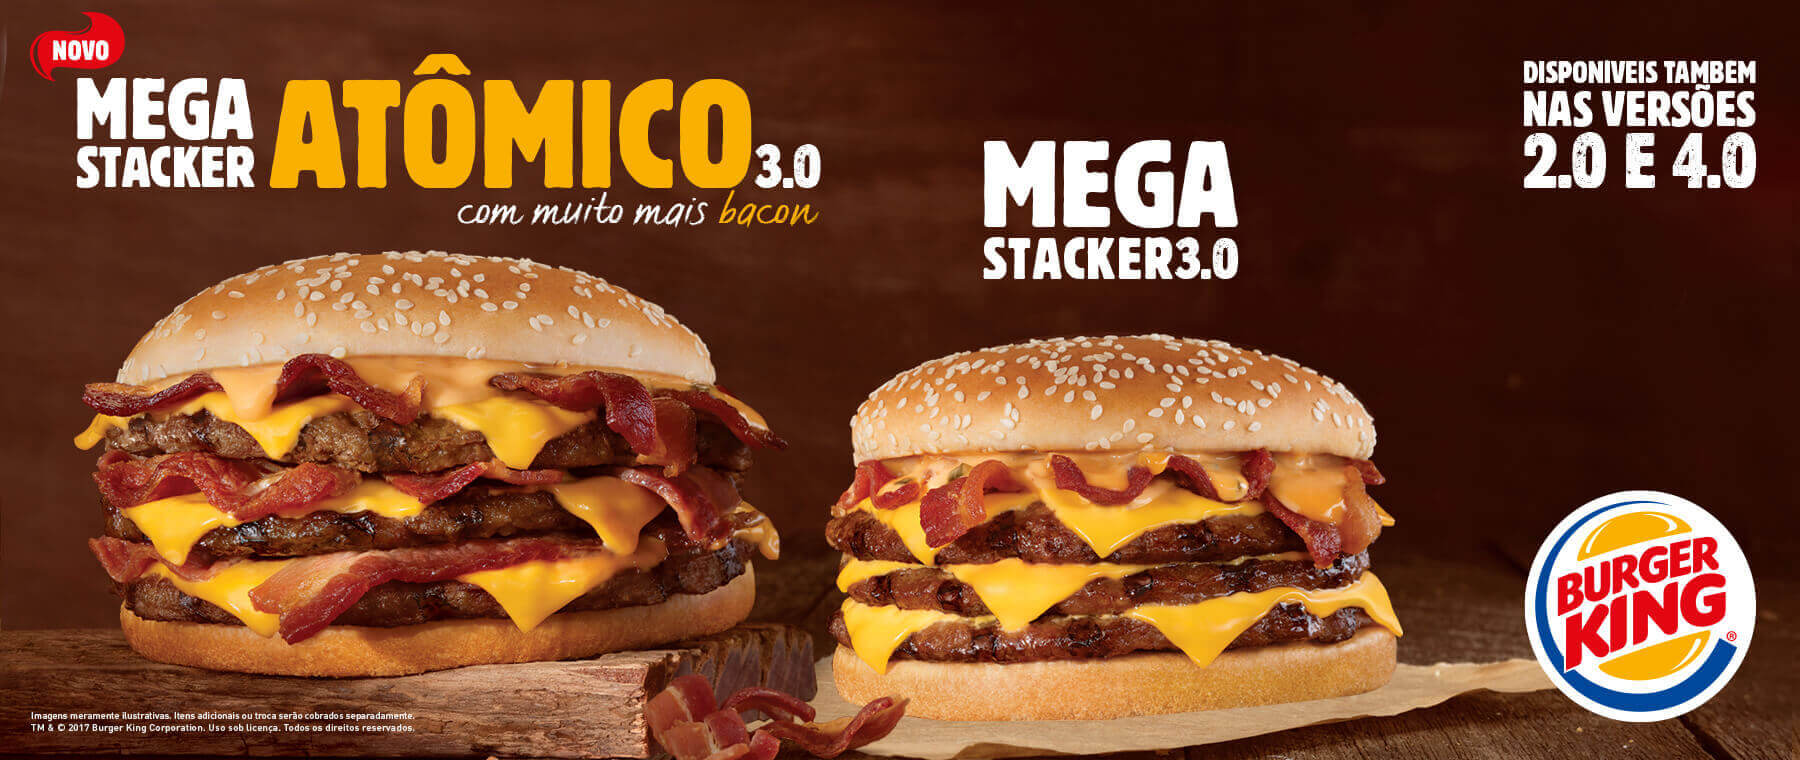 NOVO
MEGA
STACKER
ATÔMICO 3.0
com muito mais bacon
MEGA
STACKER 3.0
DISPONIVEIS TAMBEM
NAS VERSÕES
2.0 E 4.0
BURGER
KING®
Imagens meramente ilustrativas. Itens adicionais ou troca serão cobrados separadamente.
TM & © 2017 Burger King Corporation. Uso sob licença. Todos os direitos reservados.